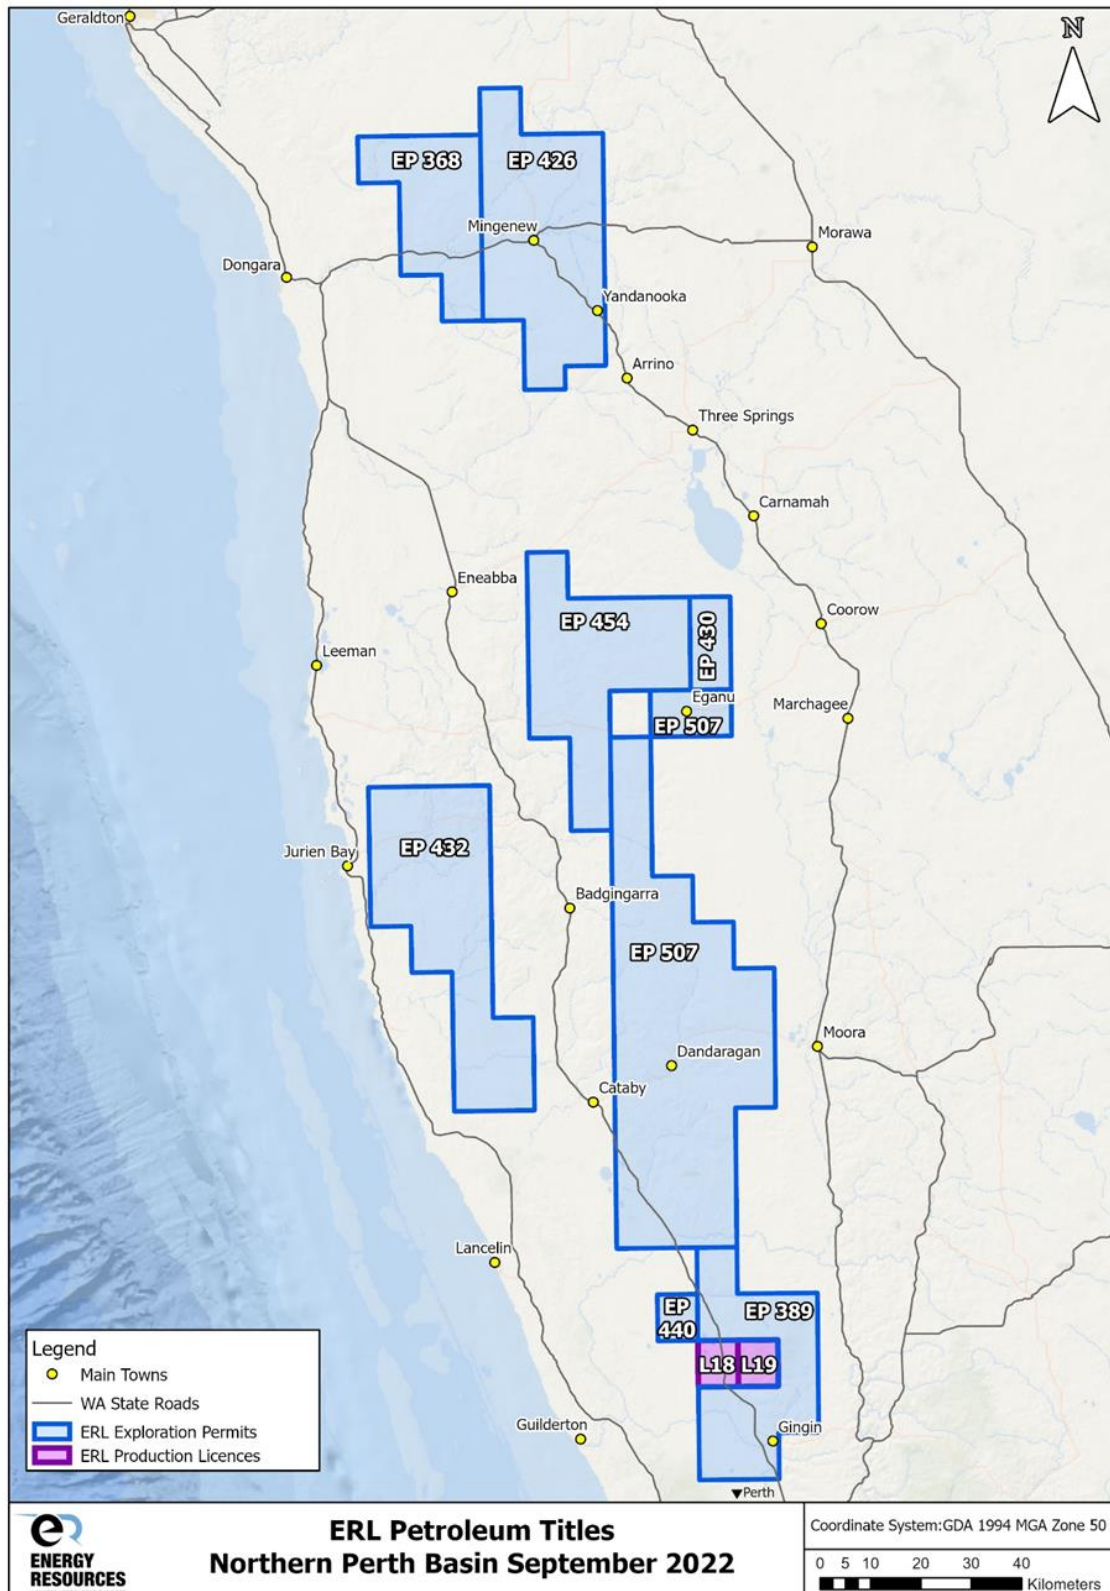 Geraldton
N
EP 368
EP 426
Mingenew
Morawa
Dongara
Yandanooka
Arrino
Three Springs
Carnamah
Eneabba
EP 454
EP 430
Coorow
Leeman
Eganu
Marchagee
EP 507
EP 432
Jurien Bay
Badgingarra
EP 507
Moora
Dandaragan
Cataby
Lancelin
EP
440
EP 389
L18
L19
Guilderton
Gingin
Perth
Legend
Main Towns
WA State Roads
ERL Exploration Permits
ERL Production Licences
eR
ENERGY
RESOURCES
ERL Petroleum Titles
Northern Perth Basin September 2022
Coordinate System:GDA 1994 MGA Zone 50
0 5 10 20 30 40
Kilometers